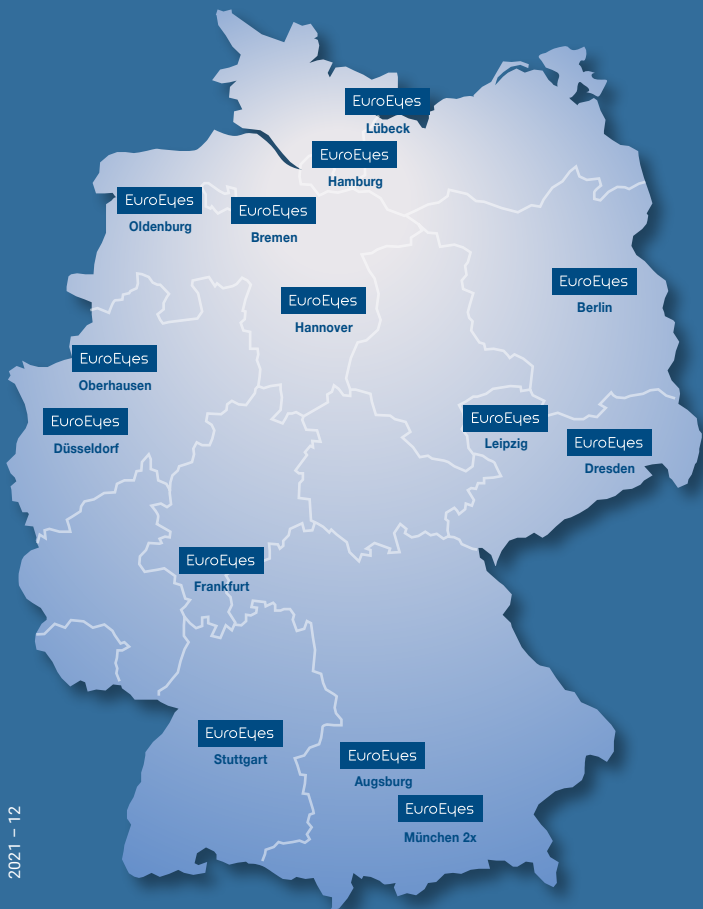 EuroEyes
Lübeck
EuroEyes
Hamburg
EuroEyes
Oldenburg
EuroEyes
Bremen
EuroEyes
Berlin
EuroEyes
Hannover
EuroEyes
Oberhausen
EuroEyes
Düsseldorf
EuroEyes
Leipzig
EuroEyes
Dresden
EuroEyes
Frankfurt
EuroEyes
Stuttgart
EuroEyes
Augsburg
EuroEyes
München 2x
2021 – 12